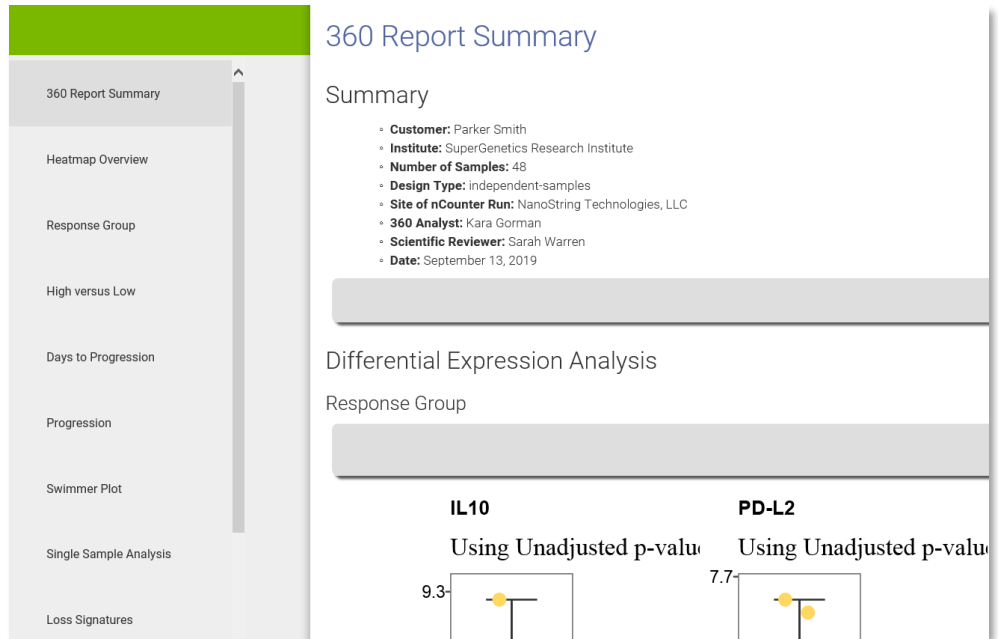 360 Report Summary
Heatmap Overview
Response Group
High versus Low
Days to Progression
Progression
Swimmer Plot
Single Sample Analysis
Loss Signatures
360 Report Summary
Summary
Customer: Parker Smith
Institute: SuperGenetics Research Institute
Number of Samples: 48
Design Type: independent-samples
Site of nCounter Run: NanoString Technologies, LLC
360 Analyst: Kara Gorman
Scientific Reviewer: Sarah Warren
Date: September 13, 2019
Differential Expression Analysis
Response Group
IL10
Using Unadjusted p-valu
9.3
PD-L2
Using Unadjusted p-valu
7.7